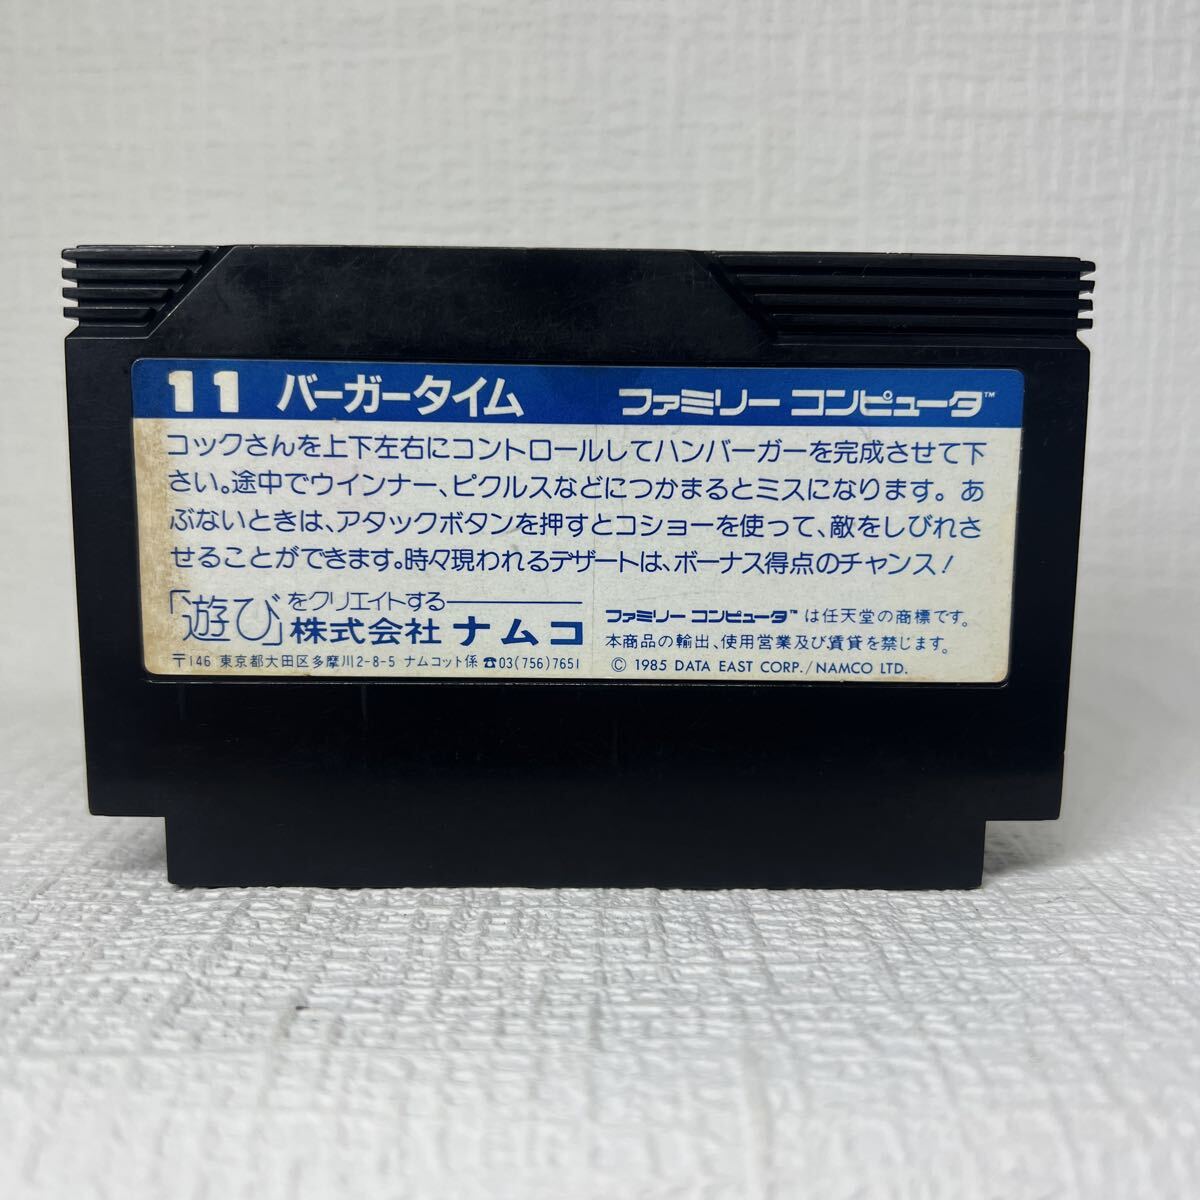 11 バーガータイム ファミリー コンピュータ™
コックさんを上下左右にコントロールしてハンバーガーを完成させて下
さい。途中でウインナー、ピクルスなどにつかまるとミスになります。あ
ぶないときは、アタックボタンを押すとコショーを使って、敵をしびれさ
せることができます。時々現われるデザートは、ボーナス得点のチャンス!
「遊び」をクリエイトする
株式会社 ナムコ
〒146 東京都大田区多摩川2-8-5 ナムコット係 ☎03(756)7651
ファミリー コンピュータ™ は任天堂の商標です。
本商品の輸出、使用営業及び賃貸を禁じます。
© 1985 DATA EAST CORP./NAMCO LTD.